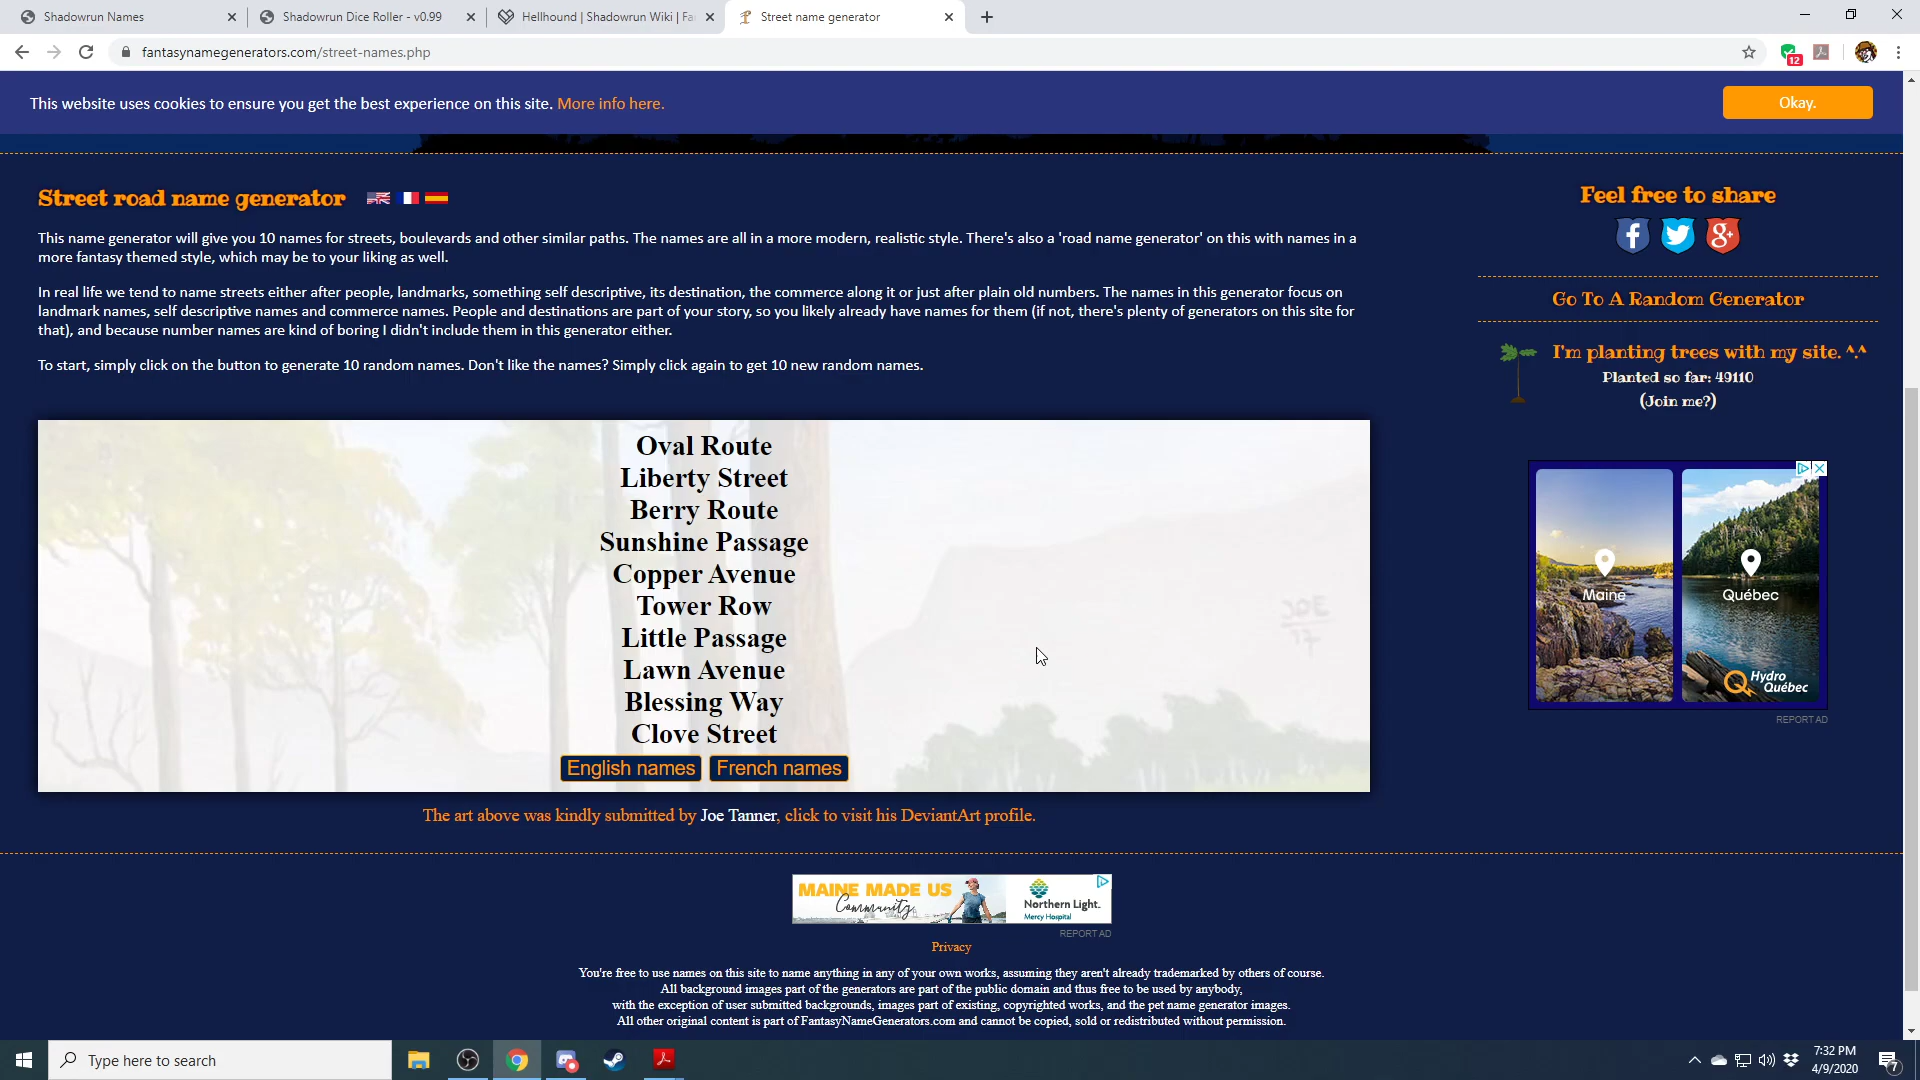 Shadowrun Names
Shadowrun Dice Roller - v0.99
Hellhound | Shadowrun Wiki | Fa
Street name generator
fantasynamegenerators.com/street-names.php
12
This website uses cookies to ensure you get the best experience on this site. More info here.
Okay.
Street road name generator
This name generator will give you 10 names for streets, boulevards and other similar paths. The names are all in a more modern, realistic style. There's also a 'road name generator' on this with names in a
more fantasy themed style, which may be to your liking as well.
In real life we tend to name streets either after people, landmarks, something self descriptive, its destination, the commerce along it or just after plain old numbers. The names in this generator focus on
landmark names, self descriptive names and commerce names. People and destinations are part of your story, so you likely already have names for them (if not, there's plenty of generators on this site for
that), and because number names are kind of boring I didn't include them in this generator either.
To start, simply click on the button to generate 10 random names. Don't like the names? Simply click again to get 10 new random names.
Oval Route
Liberty Street
Berry Route
Sunshine Passage
Copper Avenue
Tower Row
Little Passage
Lawn Avenue
Blessing Way
Clove Street
English names
French names
JOE
17
The art above was kindly submitted by Joe Tanner, click to visit his DeviantArt profile.
Feel free to share
Go To A Random Generator
I'm planting trees with my site. ^.^
Planted so far: 49110
(Join me?)
Maine
Québec
Hydro
Québec
REPORT AD
MAINE MADE US
Community
Northern Light.
Mercy Hospital
REPORT AD
Privacy
You're free to use names on this site to name anything in any of your own works, assuming they aren't already trademarked by others of course.
All background images part of the generators are part of the public domain and thus free to be used by anybody,
with the exception of user submitted backgrounds, images part of existing, copyrighted works, and the pet name generator images.
All other original content is part of FantasyNameGenerators.com and cannot be copied, sold or redistributed without permission.
Type here to search
7:32 PM
4/9/2020
7